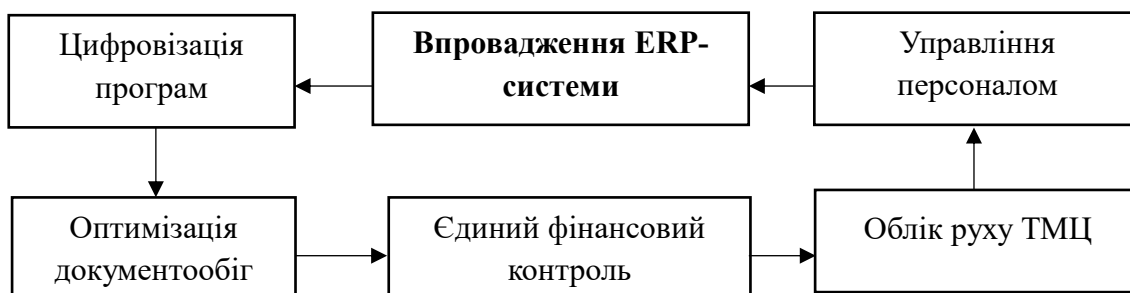 Цифровізація
програм
Впровадження ERP-
системи
Управління
персоналом
Оптимізація
документообіг
Єдиний фінансовий
контроль
Облік руху ТМЦ